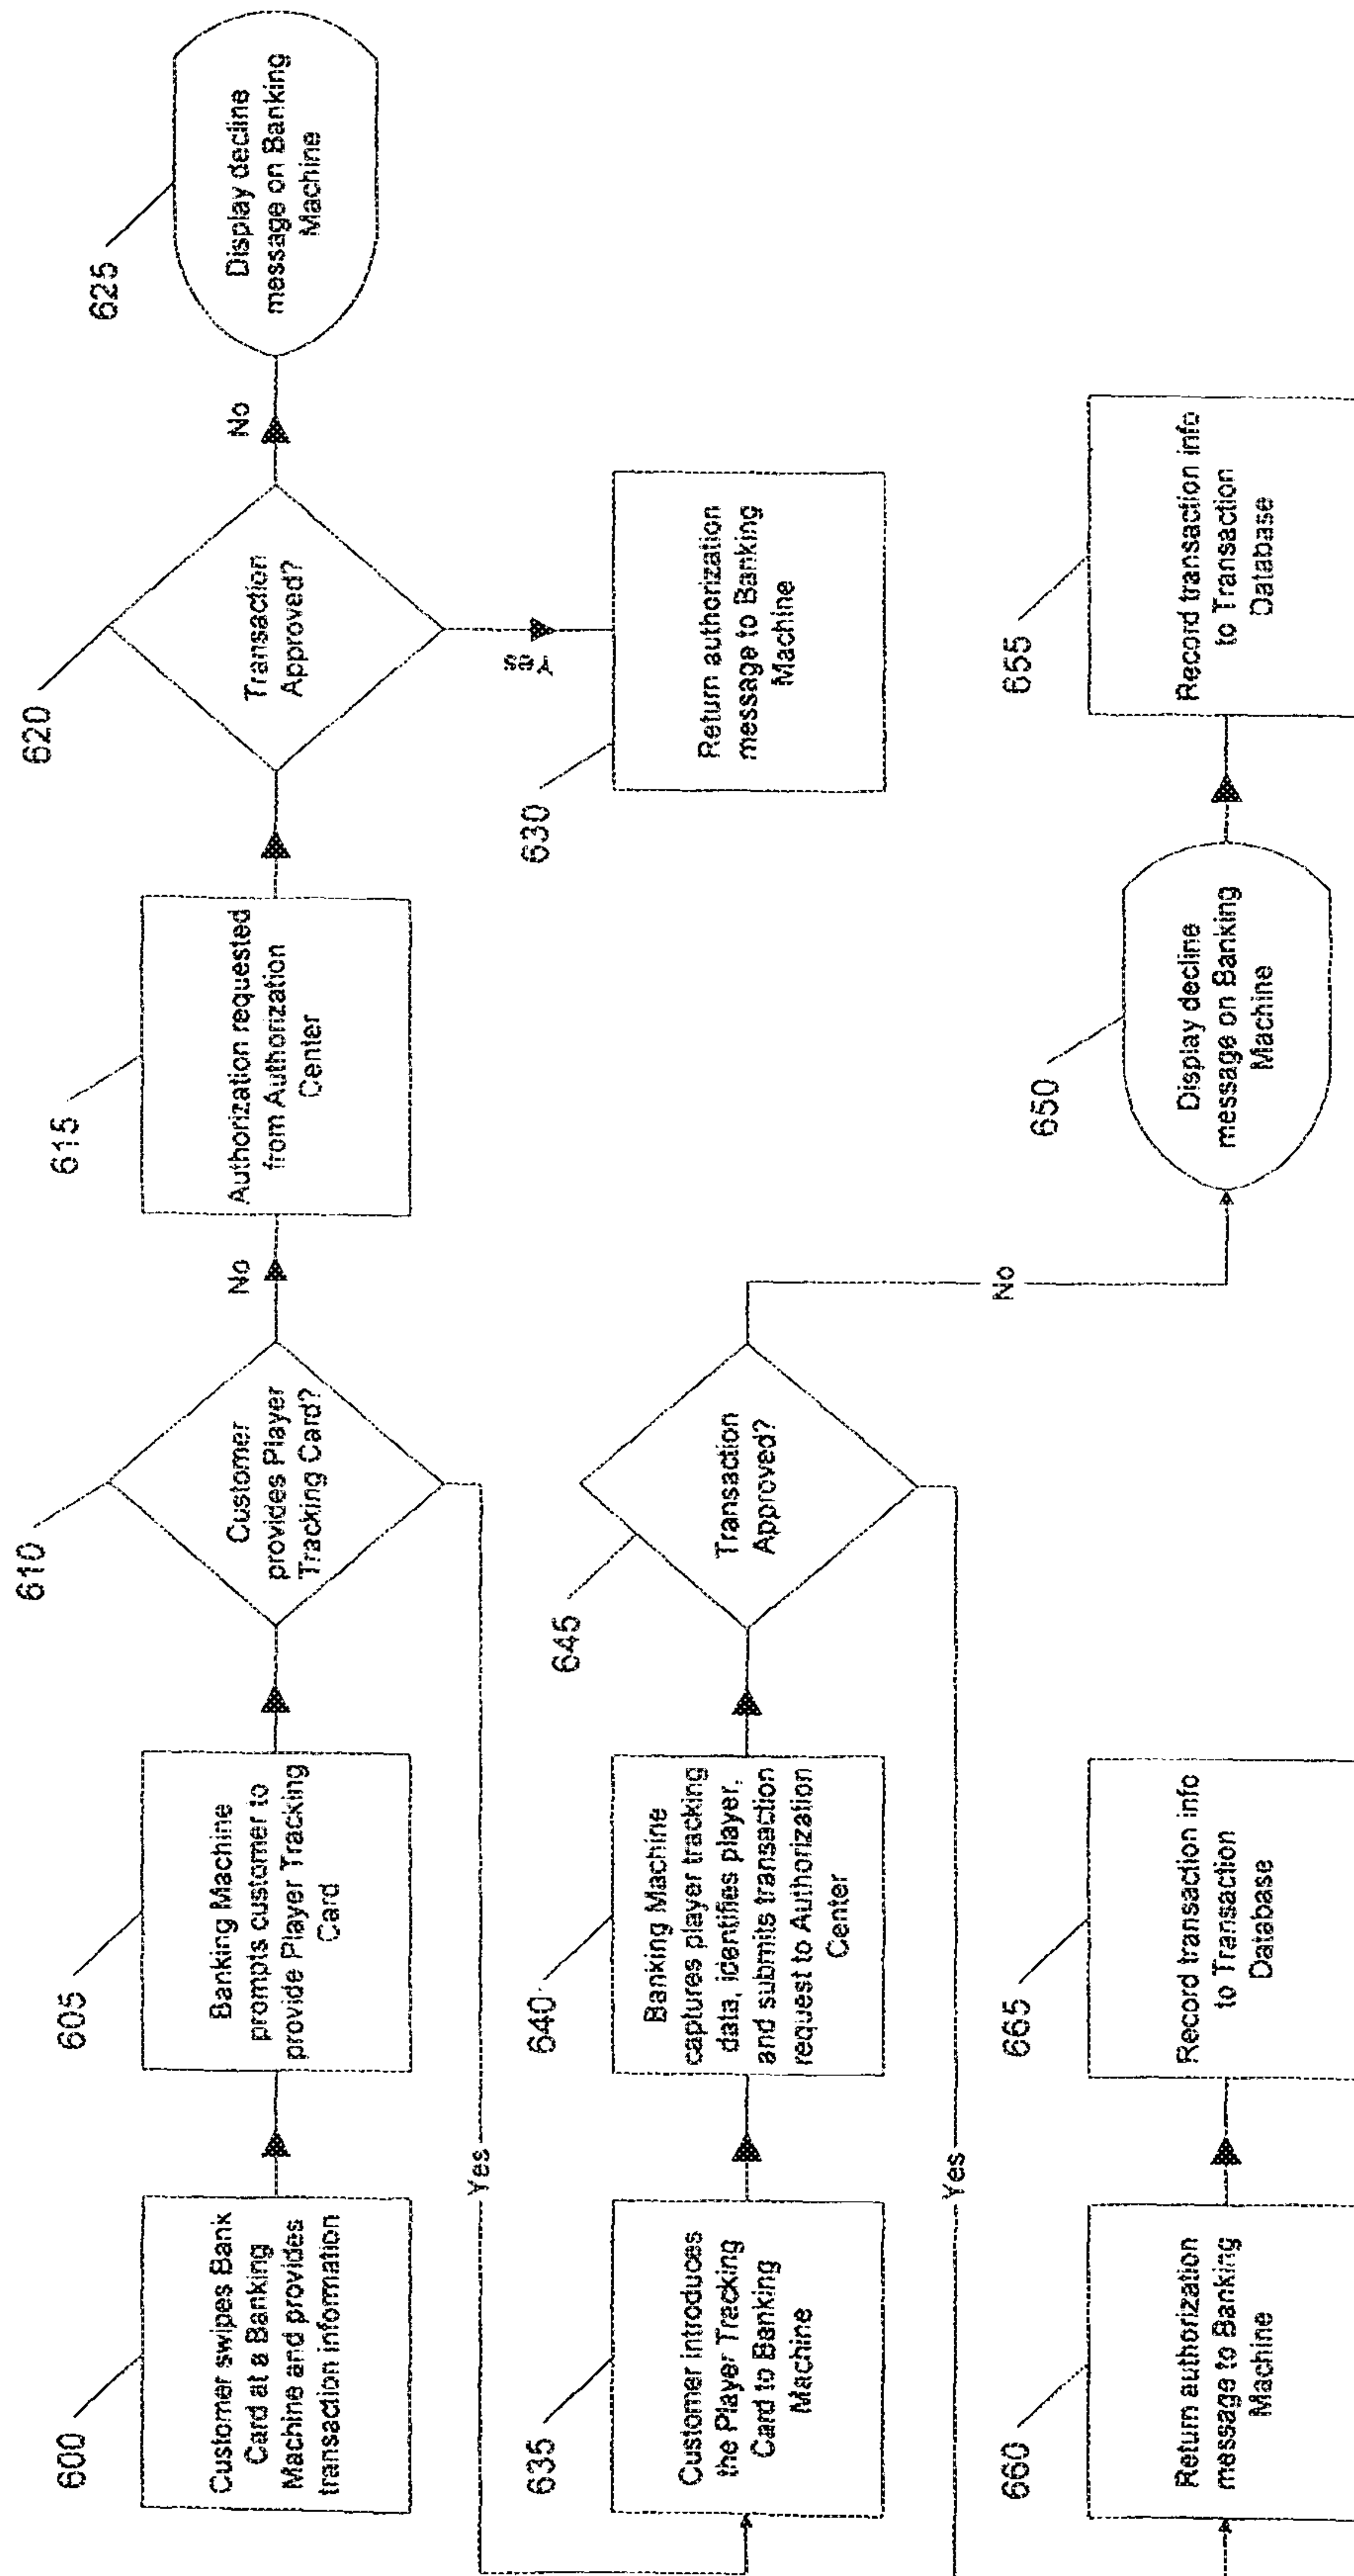 600
Customer swipes Bank
Card at a Banking
Machine and provides
transaction information
605
Banking Machine
prompts customer to
provide Player Tracking
Card
610
Customer
provides Player
Tracking Card?
No
615
Authorization requested
from Authorization
Center
620
Transaction
Approved?
No
625
Display decline
message on Banking
Machine
Yes
630
Return authorization
message to Banking
Machine
Yes
635
Customer introduces
the Player Tracking
Card to Banking
Machine
640
Banking Machine
captures player tracking
data, identifies player,
and submits transaction
request to Authorization
Center
645
Transaction
Approved?
No
650
Display decline
message on Banking
Machine
655
Record transaction info
to Transaction
Database
Yes
660
Return authorization
message to Banking
Machine
665
Record transaction info
to Transaction
Database